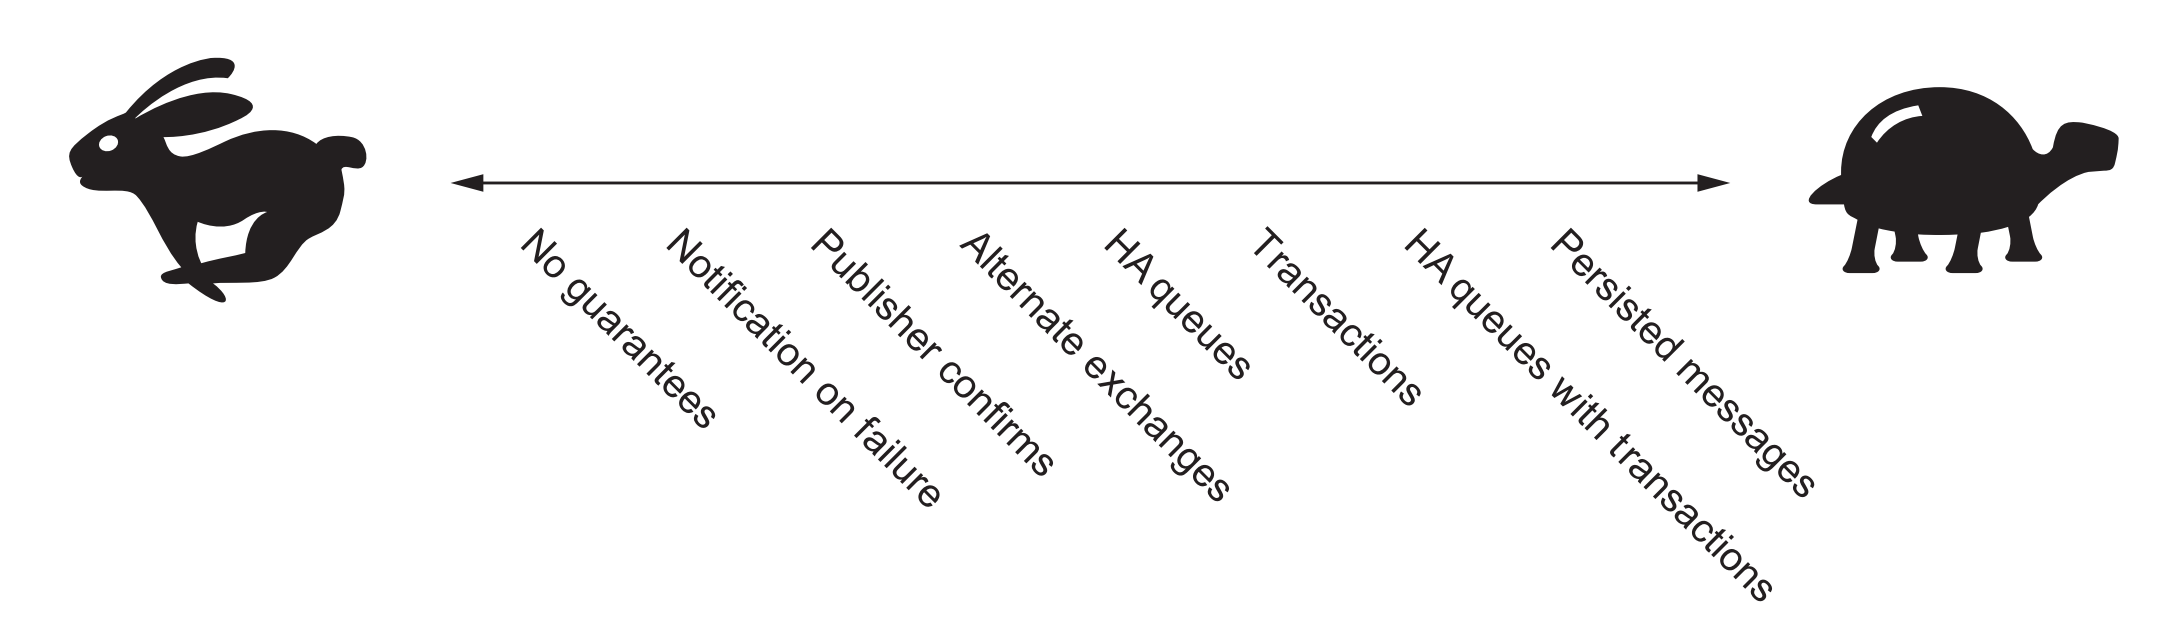 No guarantees
Notification on failure
Publisher confirms
Alternate exchanges
HA queues
Transactions
HA queues with transactions
Persisted messages